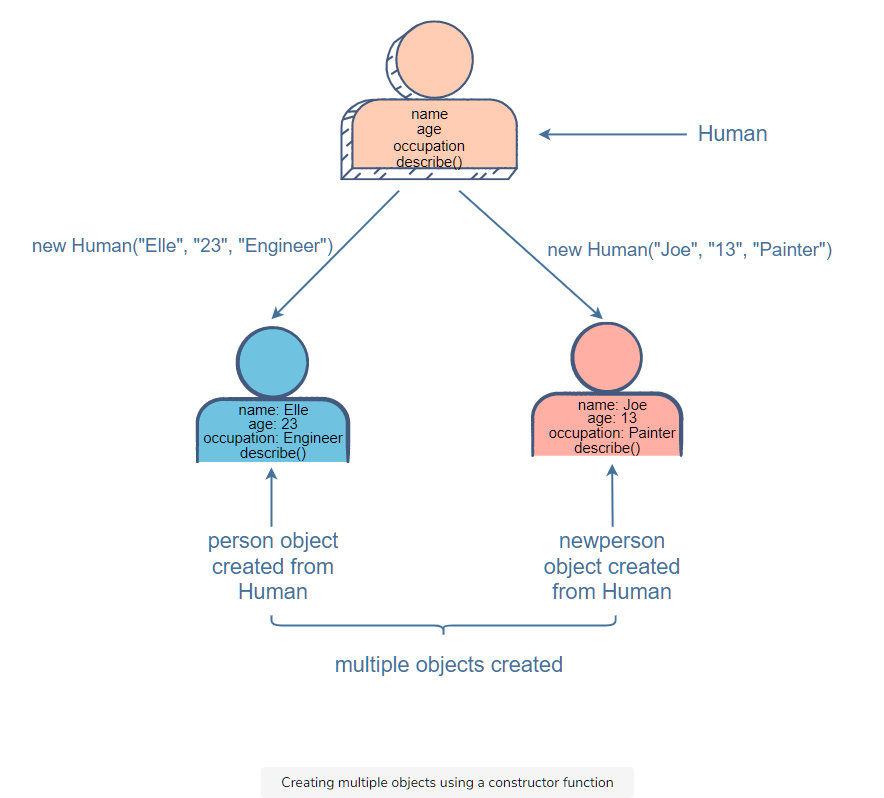 name
age
occupation
describe()
Human
new Human("Elle", "23", "Engineer")
new Human("Joe", "13", "Painter")
name: Elle
age: 23
occupation: Engineer
describe()
name: Joe
age: 13
occupation: Painter
describe()
person object
created from
Human
newperson
object created
from Human
multiple objects created
Creating multiple objects using a constructor function